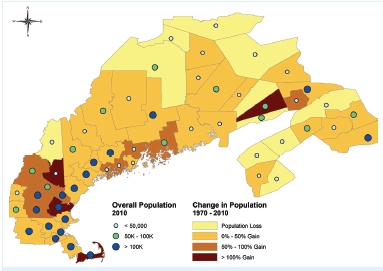 Overall Population
2010
< 50,000
50K - 100K
> 100K
Change in Population
1970 - 2010
Population Loss
0% - 50% Gain
50% - 100% Gain
> 100% Gain